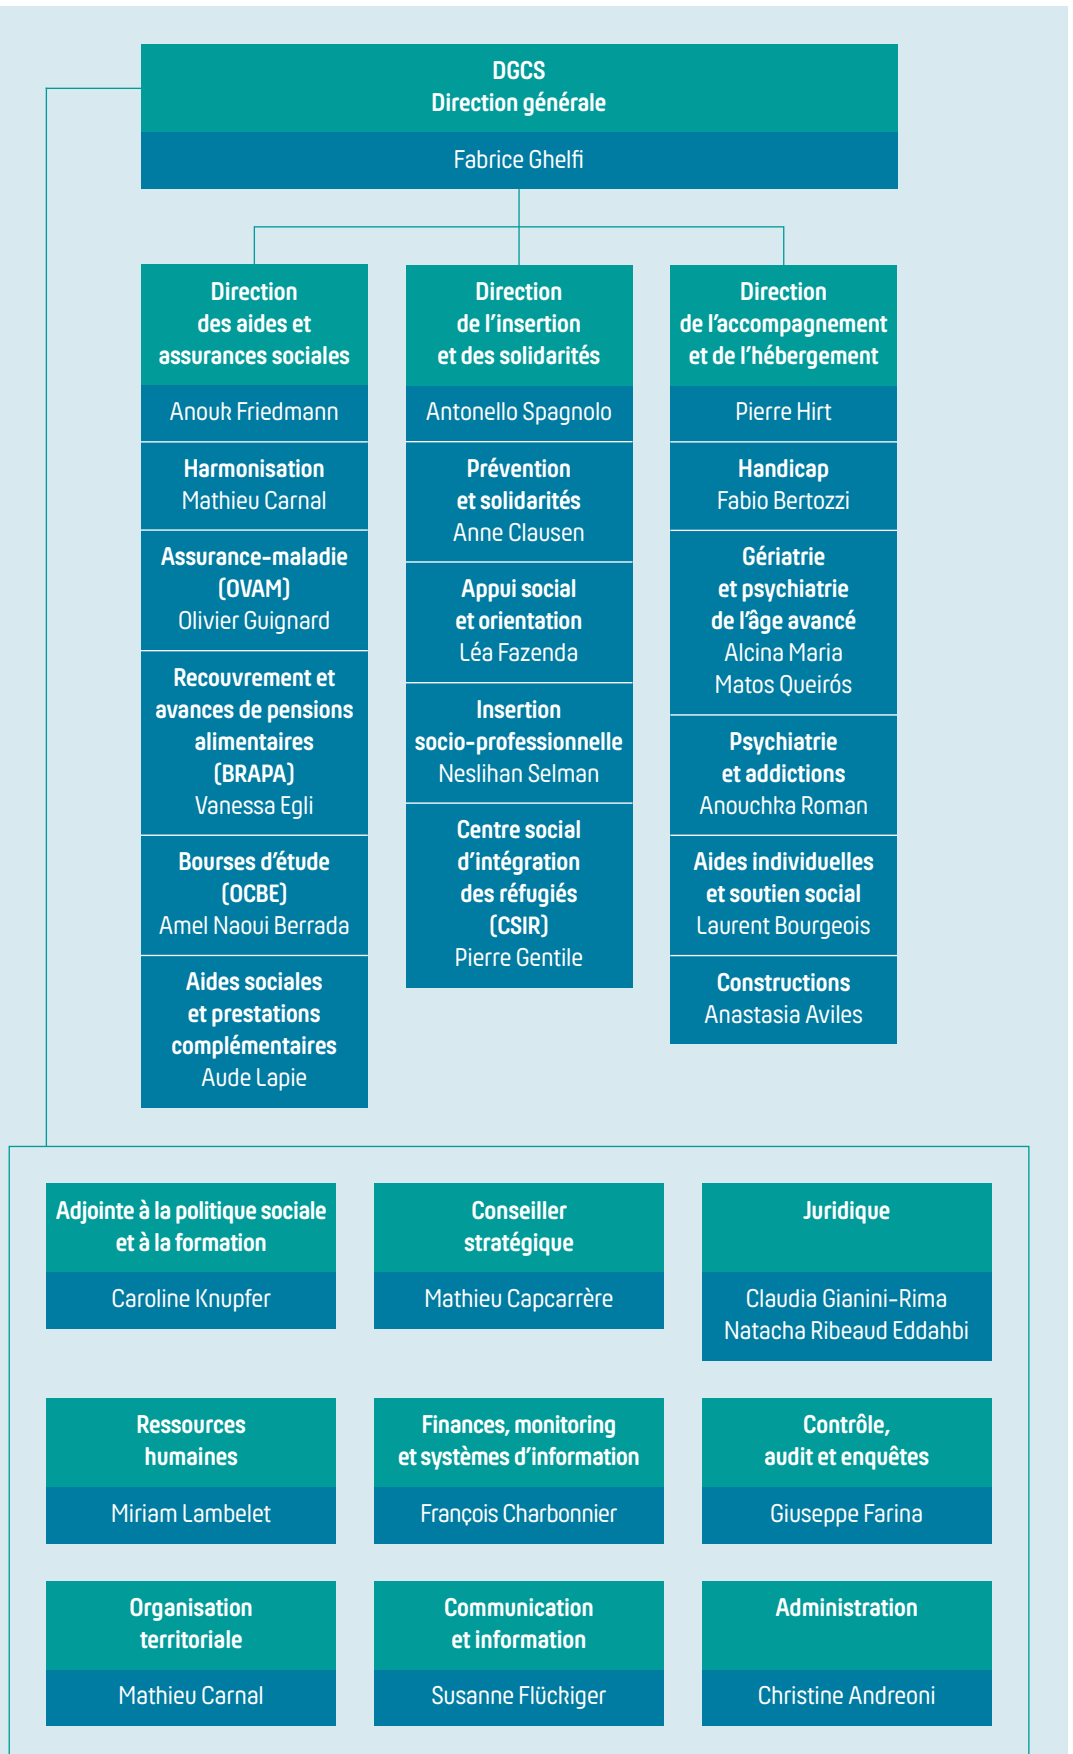 DGCS
Direction générale
Fabrice Ghelfi
Direction
des aides et
assurances sociales
Anouk Friedmann
Harmonisation
Mathieu Carnal
Assurance-maladie
(OVAM)
Olivier Guignard
Recouvrement et
avances de pensions
alimentaires
(BRAPA)
Vanessa Egli
Bourses d'étude
(OCBE)
Amel Naoui Berrada
Aides sociales
et prestations
complémentaires
Aude Lapie
Direction
de l'insertion
et des solidarités
Antonello Spagnolo
Prévention
et solidarités
Anne Clausen
Appui social
et orientation
Léa Fazenda
Insertion
socio-professionnelle
Neslihan Selman
Centre social
d'intégration
des réfugiés
(CSIR)
Pierre Gentile
Direction
de l'accompagnement
et de l'hébergement
Pierre Hirt
Handicap
Fabio Bertozzi
Gériatrie
et psychiatrie
de l'âge avancé
Alcina Maria
Matos Queirós
Psychiatrie
et addictions
Anouchka Roman
Aides individuelles
et soutien social
Laurent Bourgeois
Constructions
Anastasia Aviles
Adjointe à la politique sociale
et à la formation
Caroline Knupfer
Conseiller
stratégique
Mathieu Capcarrère
Juridique
Claudia Gianini-Rima
Natacha Ribeaud Eddahbi
Ressources
humaines
Miriam Lambelet
Finances, monitoring
et systèmes d'information
François Charbonnier
Contrôle,
audit et enquêtes
Giuseppe Farina
Organisation
territoriale
Mathieu Carnal
Communication
et information
Susanne Flückiger
Administration
Christine Andreoni